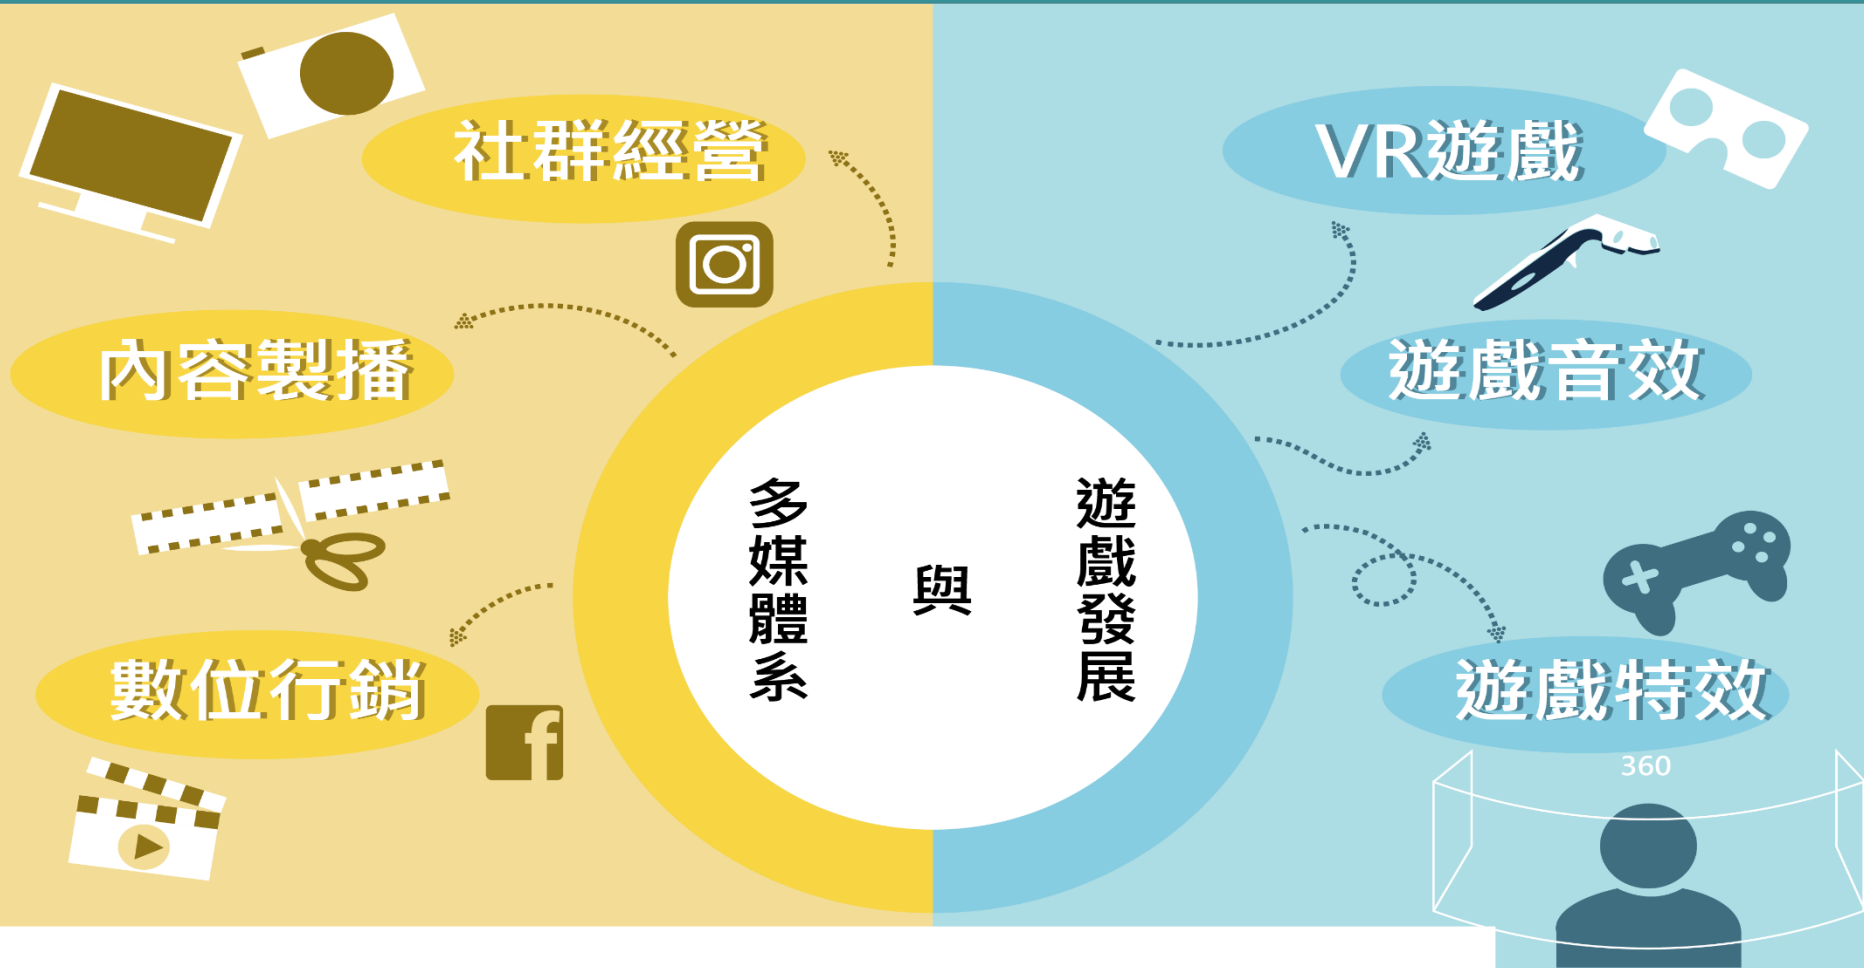 社群經營
內容製播
數位行銷
多媒體系
與
遊戲發展
VR遊戲
遊戲音效
遊戲特效
360
f